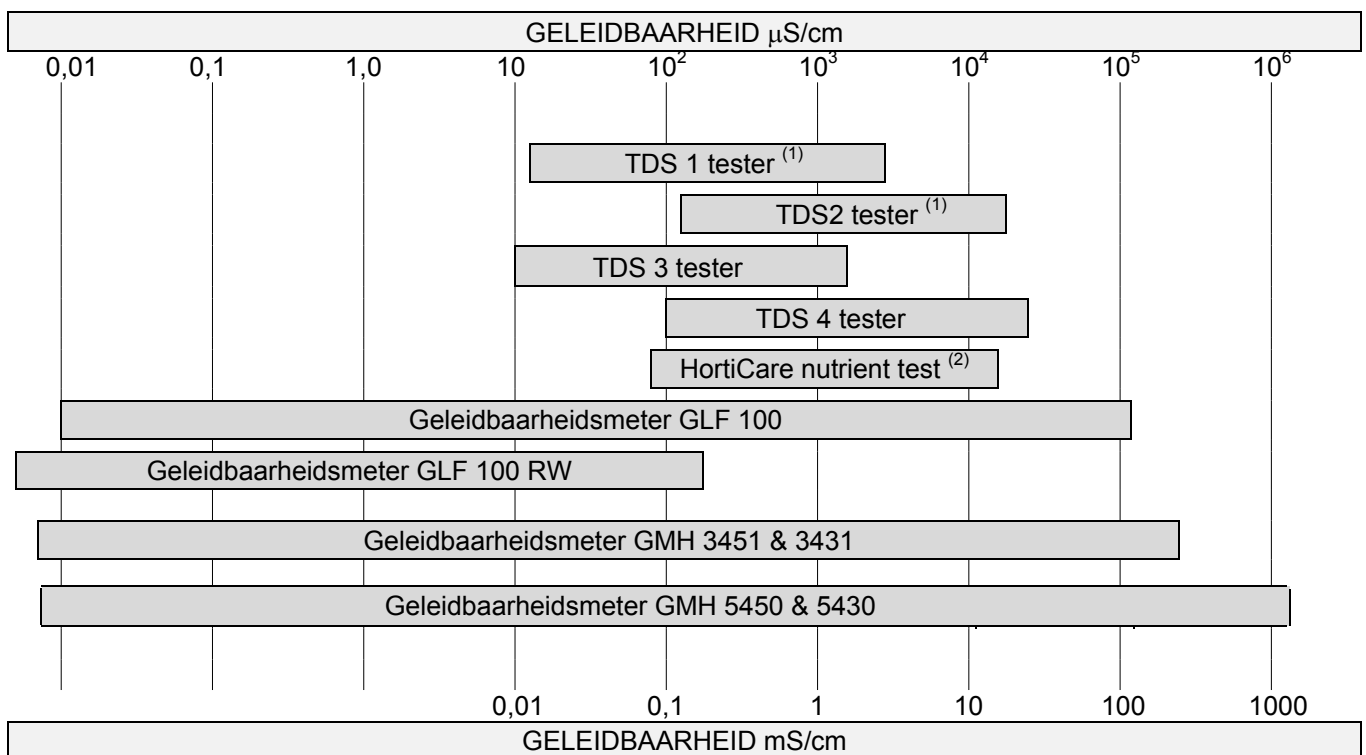 GELEIDBAARHEID μS/cm
0,01 0,1 1,0 10 10² 10³ 10⁴ 10⁵ 10⁶
TDS 1 tester ⁽¹⁾
TDS2 tester ⁽¹⁾
TDS 3 tester
TDS 4 tester
HortiCare nutrient test ⁽²⁾
Geleidbaarheidsmeter GLF 100
Geleidbaarheidsmeter GLF 100 RW
Geleidbaarheidsmeter GMH 3451 & 3431
Geleidbaarheidsmeter GMH 5450 & 5430
0,01 0,1 1 10 100 1000
GELEIDBAARHEID mS/cm